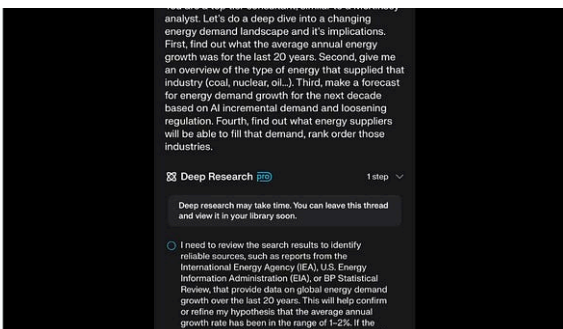 You are a top tier consultant, similar to a McKinsey
analyst. Let's do a deep dive into a changing
energy demand landscape and it's implications.
First, find out what the average annual energy
growth was for the last 20 years. Second, give me
an overview of the type of energy that supplied that
industry (coal, nuclear, oil...). Third, make a forecast
for energy demand growth for the next decade
based on AI incremental demand and loosening
regulation. Fourth, find out what energy suppliers
will be able to fill that demand, rank order those
industries.
Deep Research pro
1 step
Deep research may take time. You can leave this thread
and view it in your library soon.
I need to review the search results to identify
reliable sources, such as reports from the
International Energy Agency (IEA), U.S. Energy
Information Administration (EIA), or BP Statistical
Review, that provide data on global energy demand
growth over the last 20 years. This will help confirm
or refine my hypothesis that the average annual
growth rate has been in the range of 1–2%. If the